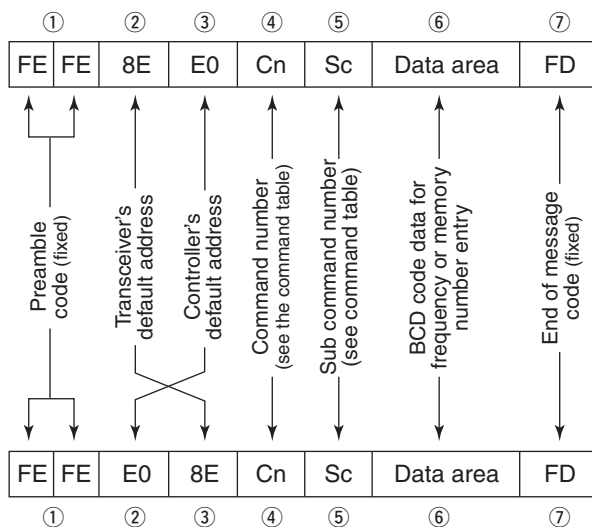 ① ② ③ ④ ⑤ ⑥ ⑦
FE FE 8E E0 Cn Sc Data area FD
Preamble
code (fixed)
Transceiver's
default address
Controller's
default address
Command number
(see the command table)
Sub command number
(see command table)
BCD code data for
frequency or memory
number entry
End of message
code (fixed)
FE FE E0 8E Cn Sc Data area FD
① ② ③ ④ ⑤ ⑥ ⑦